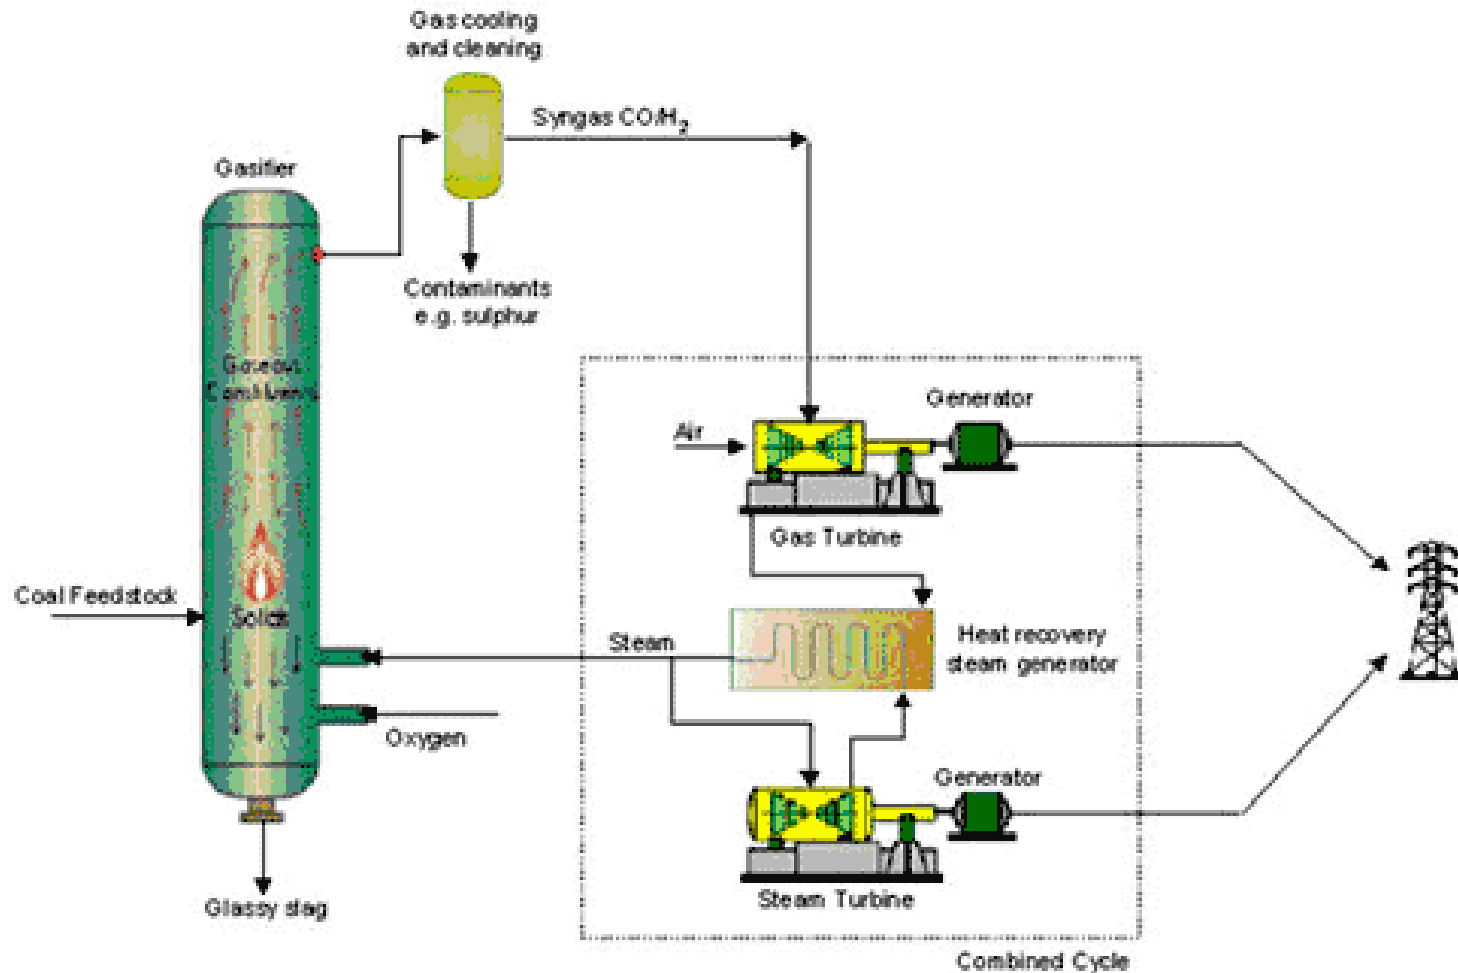 Gas cooling
and cleaning
Syngas CO/H2
Gasifier
Contaminants
e.g. sulphur
Generator
Air
Gas Turbine
Coal Feedstock
Solids
Steam
Heat recovery
steam generator
Oxygen
Generator
Steam Turbine
Glassy slag
Combined Cycle